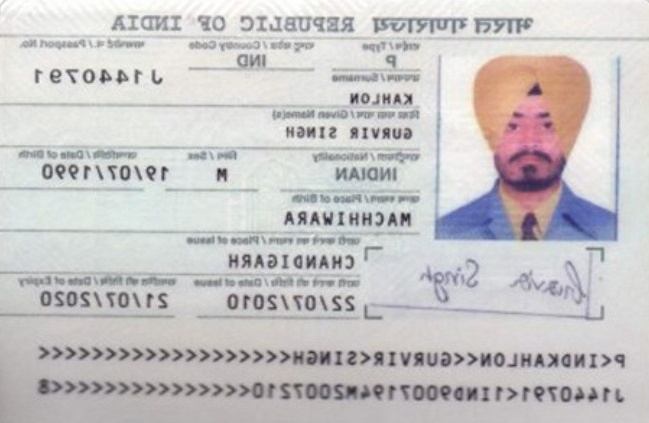 भारत गणराज्य REPUBLIC OF INDIA
टाईप / Type राष्ट्र कोड / Country Code पासपोर्ट न. / Passport No.
P IND J1440791
उपनाम / Surname
KAHLON
दिया गया नाम / Given Name(s)
GURVIR SINGH
राष्ट्रीयता / Nationality लिंग / Sex जन्मतिथि / Date of Birth
INDIAN M 19/07/1990
जन्म स्थान / Place of Birth
MACHHIWARA
जारी करने का स्थान / Place of Issue
CHANDIGARH
जारी करने की तिथि / Date of Issue समाप्ति की तिथि / Date of Expiry
22/07/2010 21/07/2020
Singh
P<INDKAHLON<<GURVIR<SINGH<<<<<<<<<<<<<<<<<<<
J1440791<1IND9007194M2007210<<<<<<<<<<<<<<<8